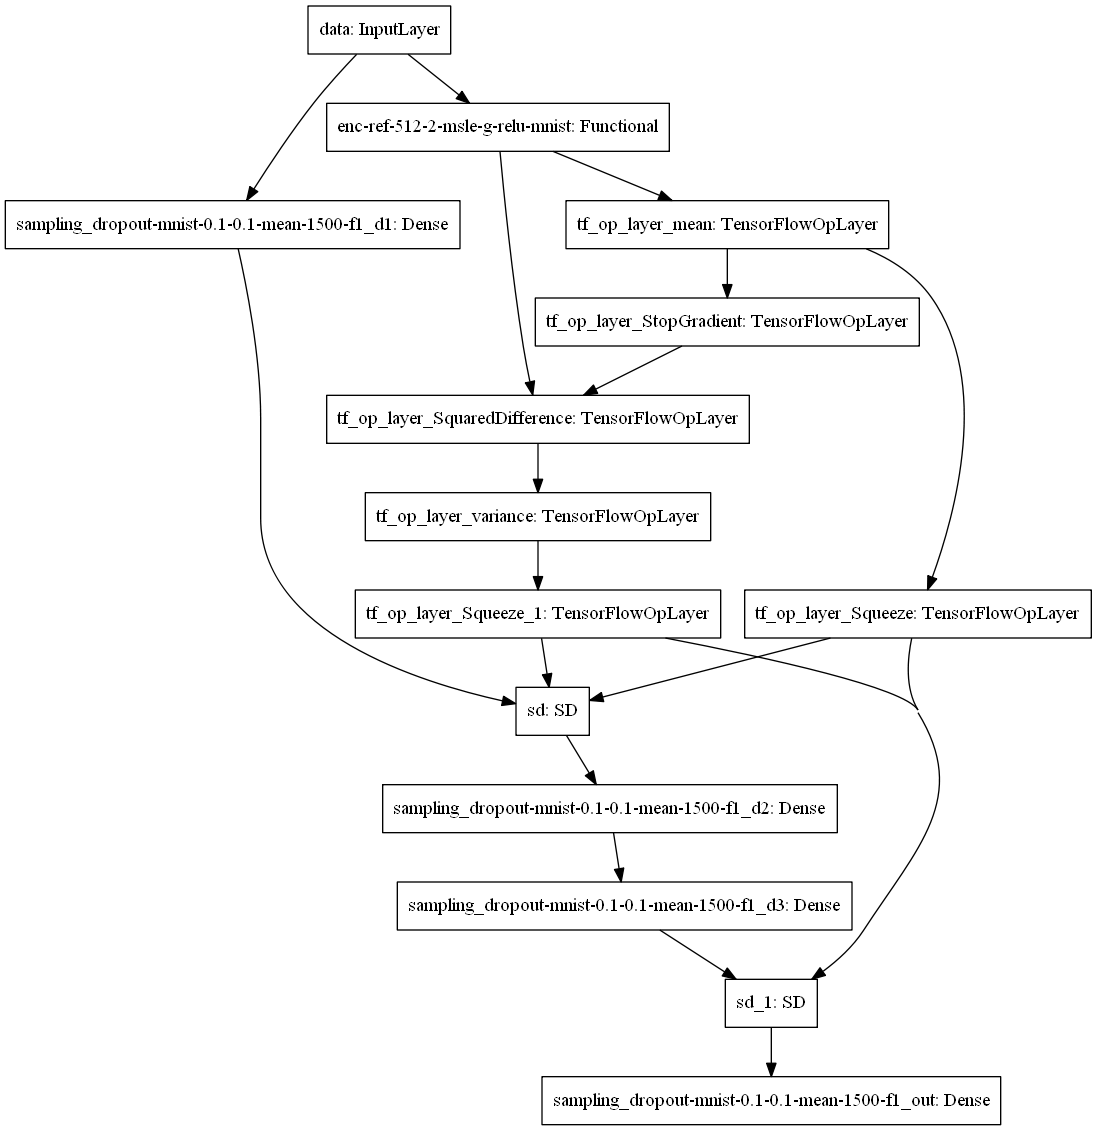 data: InputLayer
enc-ref-512-2-msle-g-relu-mnist: Functional
sampling_dropout-mnist-0.1-0.1-mean-1500-f1_d1: Dense
tf_op_layer_mean: TensorFlowOpLayer
tf_op_layer_StopGradient: TensorFlowOpLayer
tf_op_layer_SquaredDifference: TensorFlowOpLayer
tf_op_layer_variance: TensorFlowOpLayer
tf_op_layer_Squeeze_1: TensorFlowOpLayer
tf_op_layer_Squeeze: TensorFlowOpLayer
sd: SD
sampling_dropout-mnist-0.1-0.1-mean-1500-f1_d2: Dense
sampling_dropout-mnist-0.1-0.1-mean-1500-f1_d3: Dense
sd_1: SD
sampling_dropout-mnist-0.1-0.1-mean-1500-f1_out: Dense